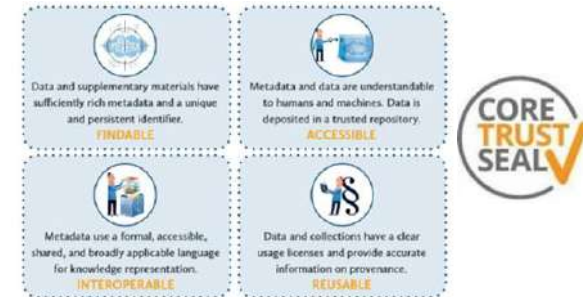 Data and supplementary materials have
sufficiently rich metadata and a unique
and persistent identifier.
FINDABLE
Metadata and data are understandable
to humans and machines. Data is
deposited in a trusted repository.
ACCESSIBLE
CORE
TRUST
SEAL
Metadata use a formal, accessible,
shared, and broadly applicable language
for knowledge representation.
INTEROPERABLE
Data and collections have a clear
usage licenses and provide accurate
information on provenance.
REUSABLE
§